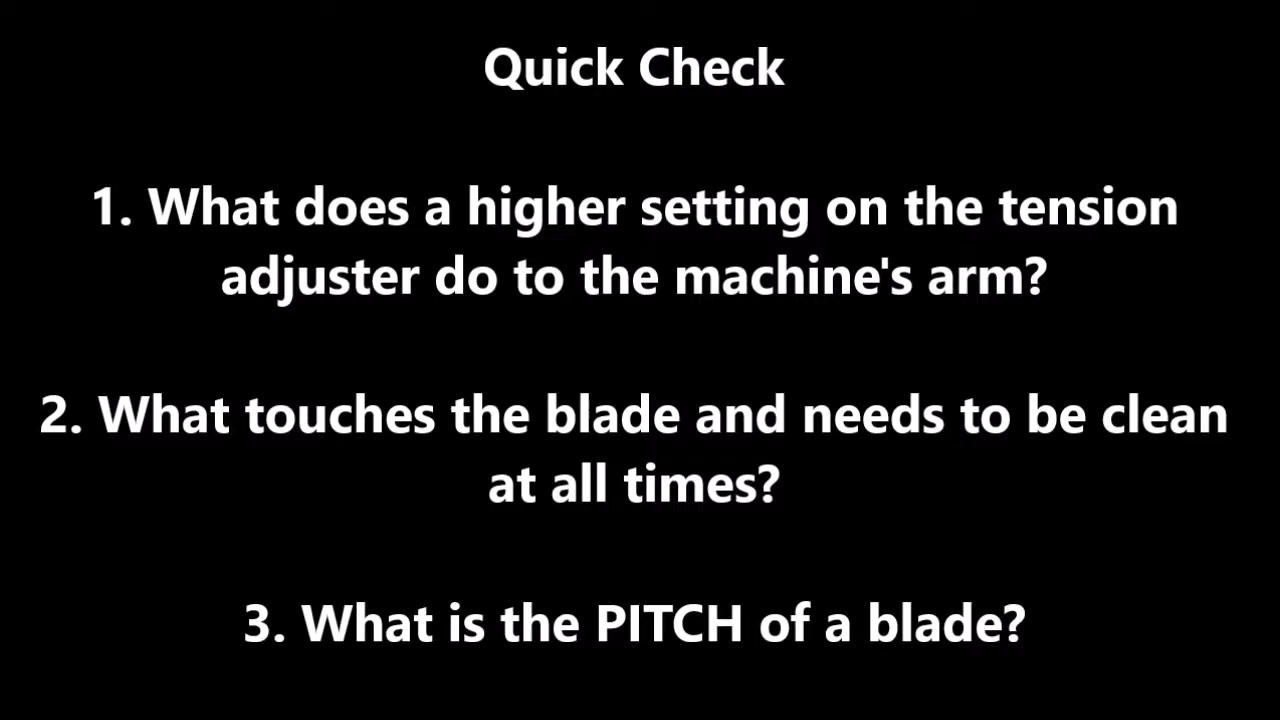 Quick Check
1. What does a higher setting on the tension
adjuster do to the machine's arm?
2. What touches the blade and needs to be clean
at all times?
3. What is the PITCH of a blade?